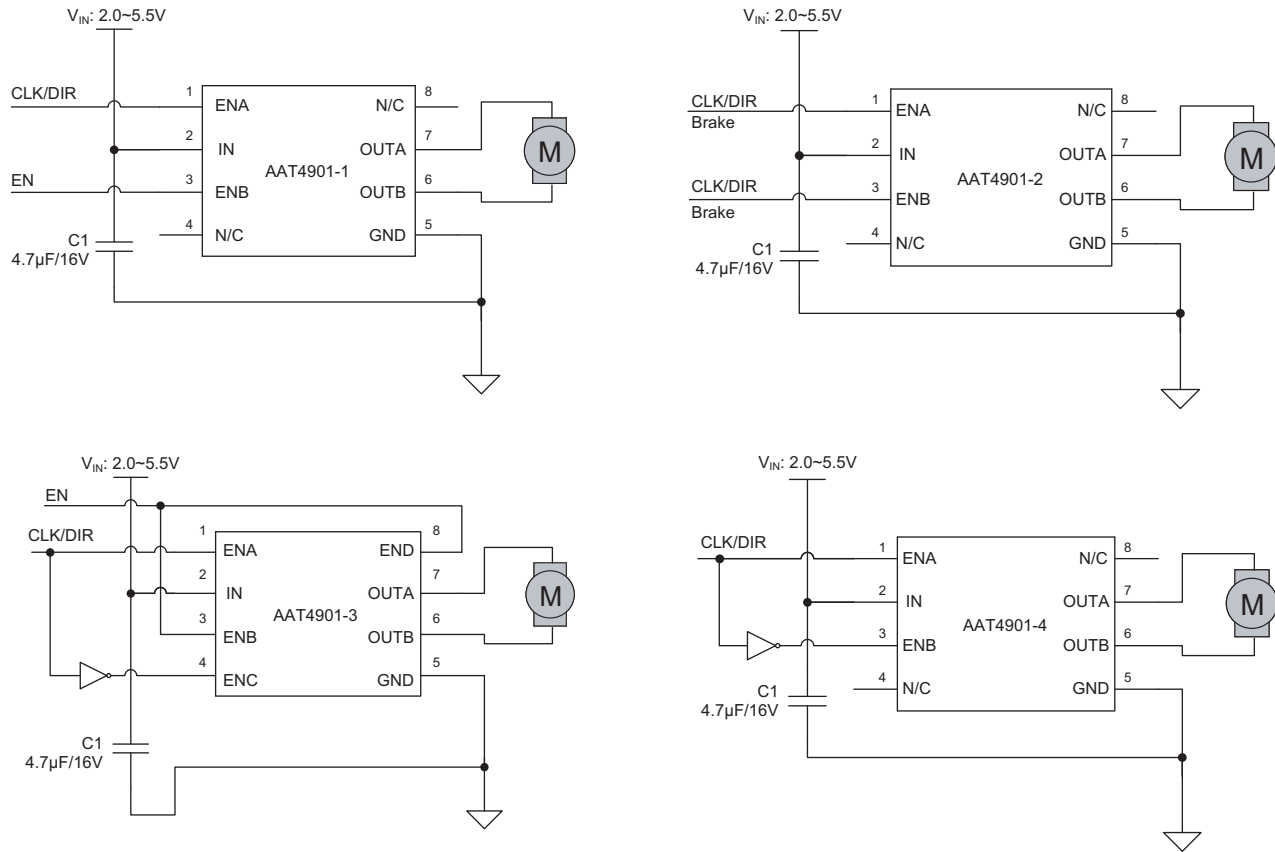 V_IN: 2.0~5.5V
CLK/DIR
1
ENA
8
N/C
2
IN
7
OUTA
M
AAT4901-1
EN
3
ENB
6
OUTB
4
N/C
5
GND
C1
4.7µF/16V
V_IN: 2.0~5.5V
CLK/DIR
Brake
1
ENA
8
N/C
2
IN
7
OUTA
M
AAT4901-2
CLK/DIR
Brake
3
ENB
6
OUTB
4
N/C
5
GND
C1
4.7µF/16V
V_IN: 2.0~5.5V
EN
CLK/DIR
1
ENA
8
END
2
IN
7
OUTA
M
AAT4901-3
3
ENB
6
OUTB
4
ENC
5
GND
C1
4.7µF/16V
V_IN: 2.0~5.5V
CLK/DIR
1
ENA
8
N/C
2
IN
7
OUTA
M
AAT4901-4
3
ENB
6
OUTB
4
N/C
5
GND
C1
4.7µF/16V